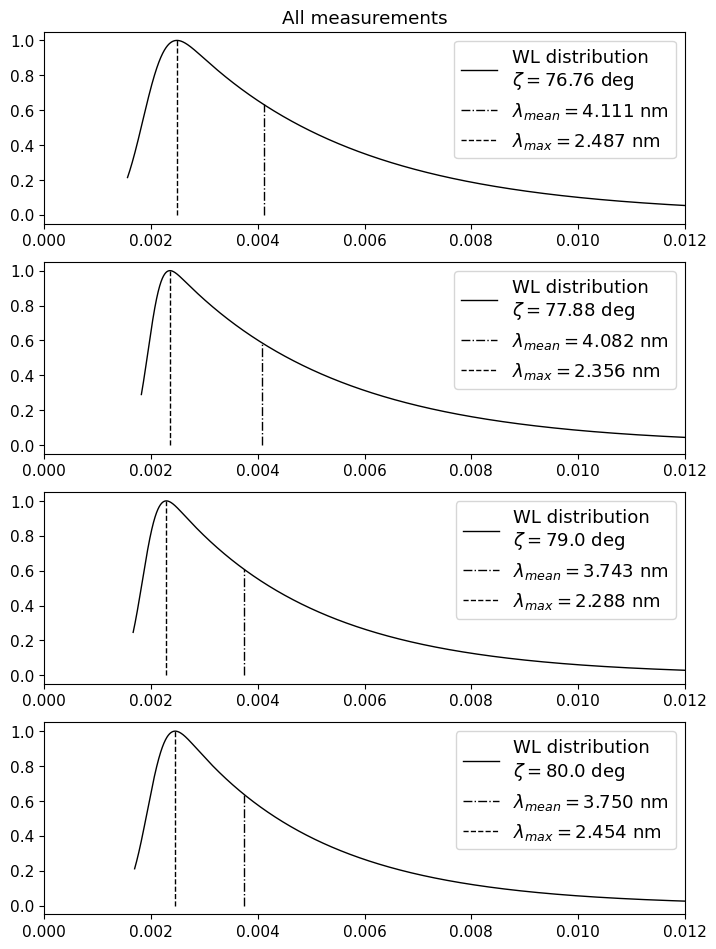 All measurements
1.0
0.8
0.6
0.4
0.2
0.0
WL distribution
ζ = 76.76 deg
λmean = 4.111 nm
λmax = 2.487 nm
0.000 0.002 0.004 0.006 0.008 0.010 0.012
1.0
0.8
0.6
0.4
0.2
0.0
WL distribution
ζ = 77.88 deg
λmean = 4.082 nm
λmax = 2.356 nm
0.000 0.002 0.004 0.006 0.008 0.010 0.012
1.0
0.8
0.6
0.4
0.2
0.0
WL distribution
ζ = 79.0 deg
λmean = 3.743 nm
λmax = 2.288 nm
0.000 0.002 0.004 0.006 0.008 0.010 0.012
1.0
0.8
0.6
0.4
0.2
0.0
WL distribution
ζ = 80.0 deg
λmean = 3.750 nm
λmax = 2.454 nm
0.000 0.002 0.004 0.006 0.008 0.010 0.012